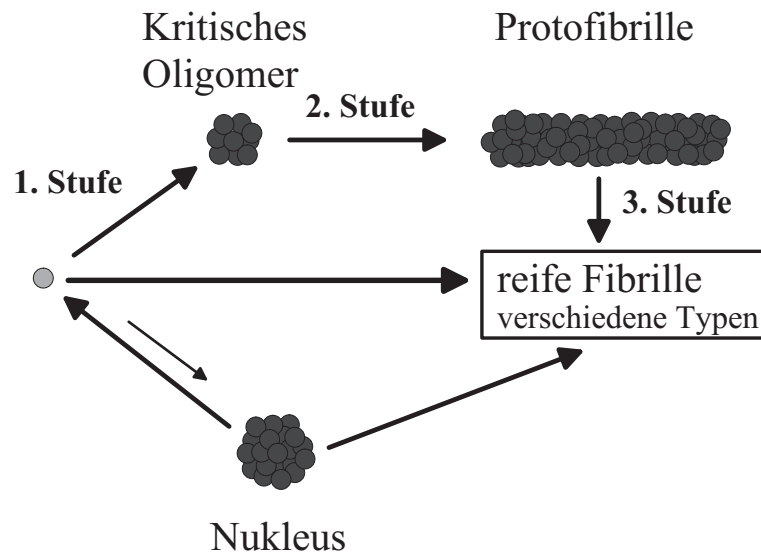 Kritisches
Oligomer
Protofibrille
2. Stufe
1. Stufe
3. Stufe
reife Fibrille
verschiedene Typen
Nukleus